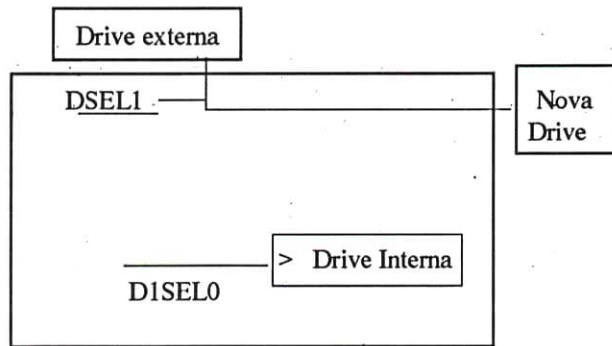 Drive externa
DSEL1
Nova
Drive
> Drive Interna
D1SEL0